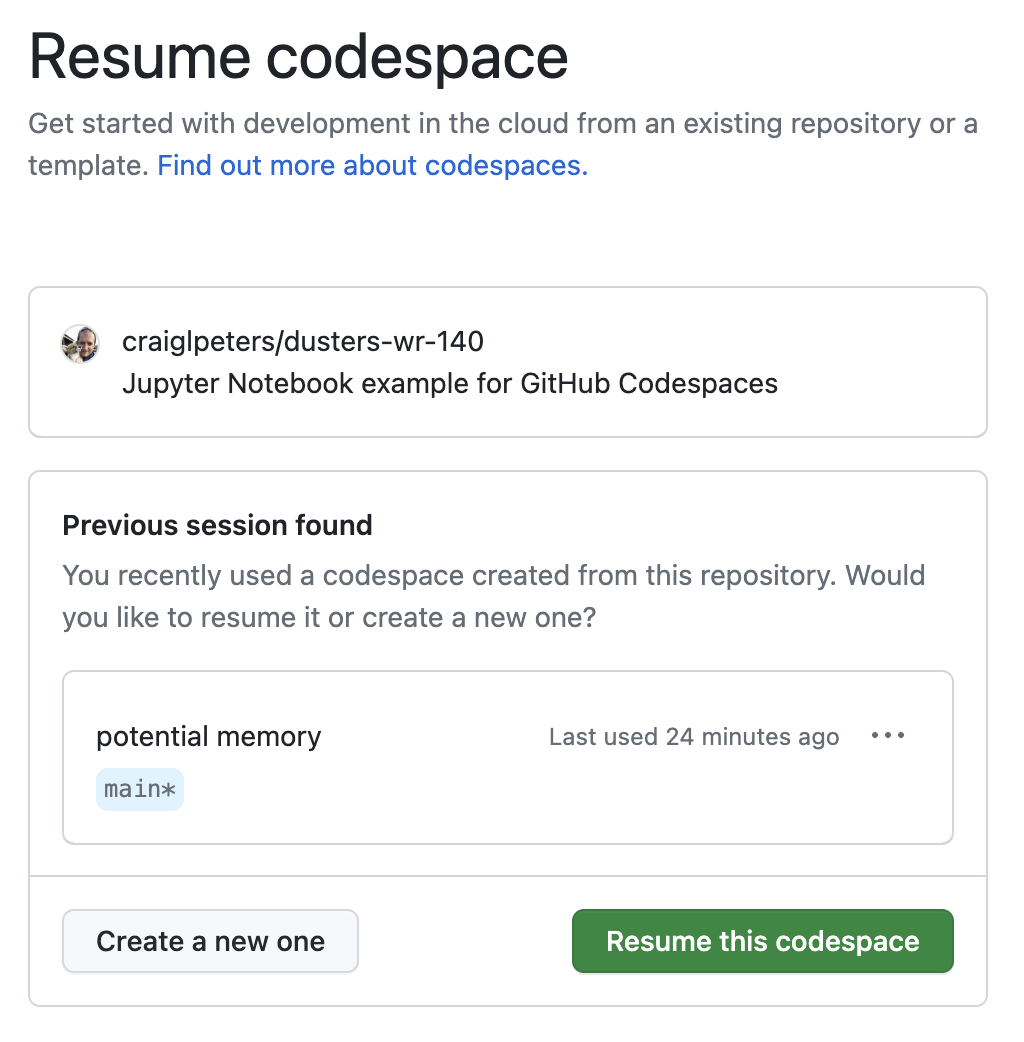 Resume codespace
Get started with development in the cloud from an existing repository or a
template. Find out more about codespaces.
craiglpeters/dusters-wr-140
Jupyter Notebook example for GitHub Codespaces
Previous session found
You recently used a codespace created from this repository. Would
you like to resume it or create a new one?
potential memory
Last used 24 minutes ago
main*
Create a new one
Resume this codespace